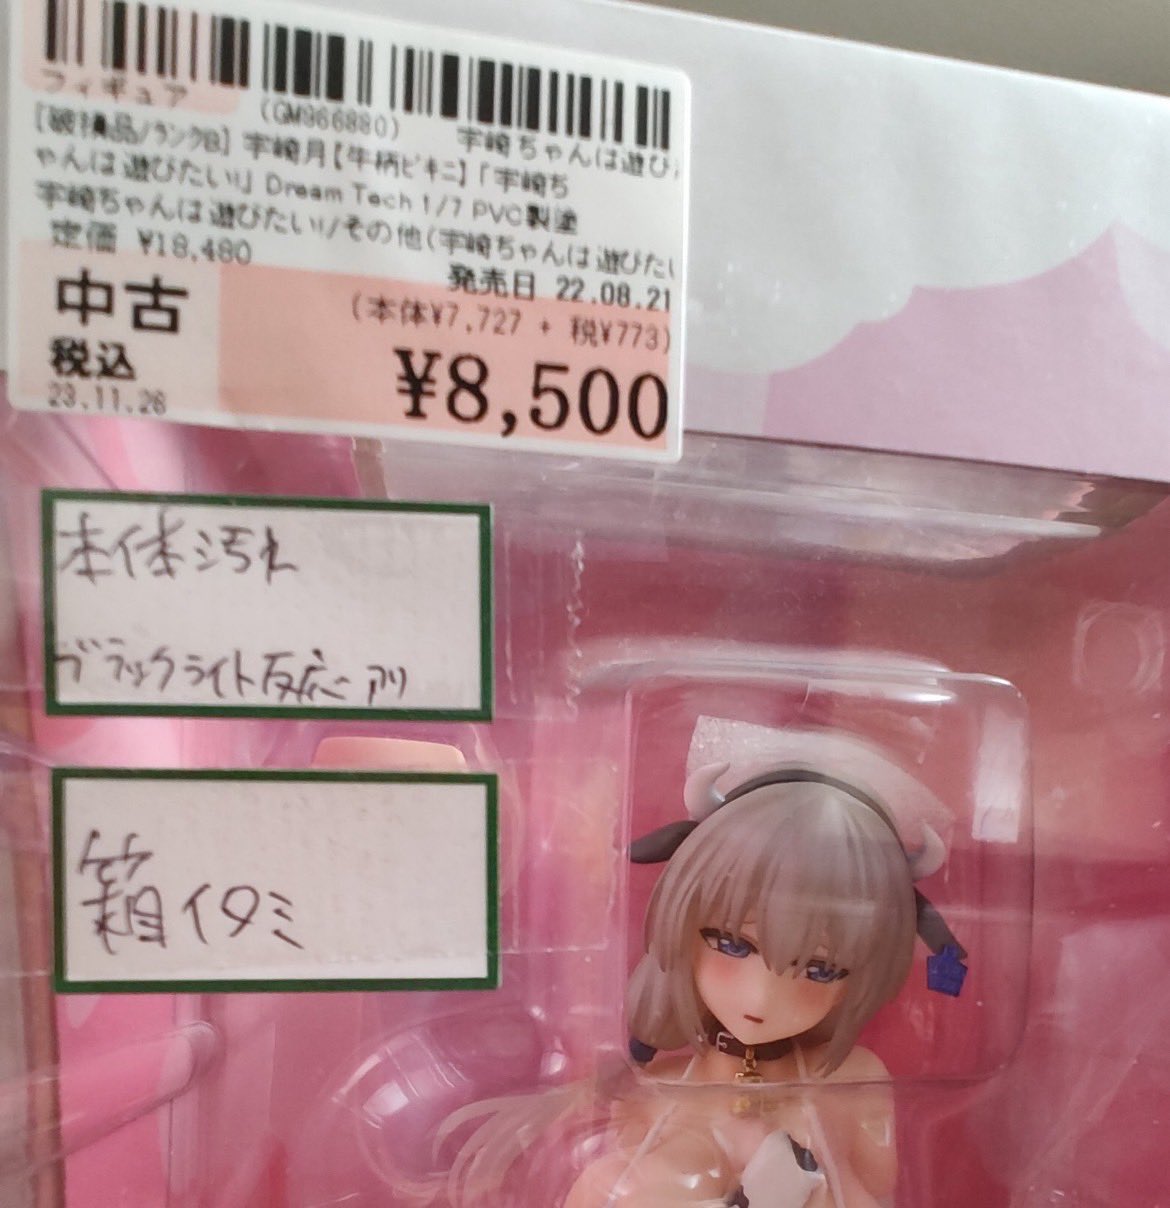 フィギュア
(QM966880) 宇崎ちゃんは遊び
[破損品/ランクB] 宇崎月【牛柄ビキニ】「宇崎ち
ゃんは遊びたい!」 Dream Tech 1/7 PVC製塗
宇崎ちゃんは遊びたい!/その他(宇崎ちゃんは遊びたい
定価 ¥18,480
発売日 22.08.21
中古
(本体¥7,727 + 税¥773)
税込
¥8,500
23.11.26
本体汚れ
ブラックライト反応アリ
箱イタミ